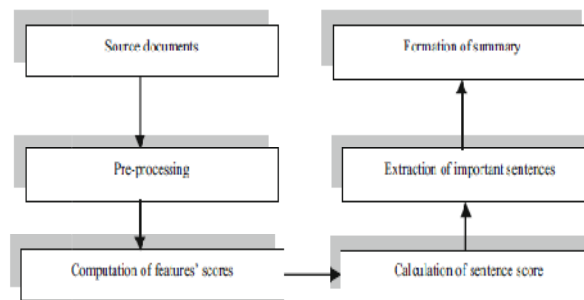 Source documents
Pre-processing
Computation of features' scores
Calculation of sentence score
Extraction of important sentences
Formation of summary